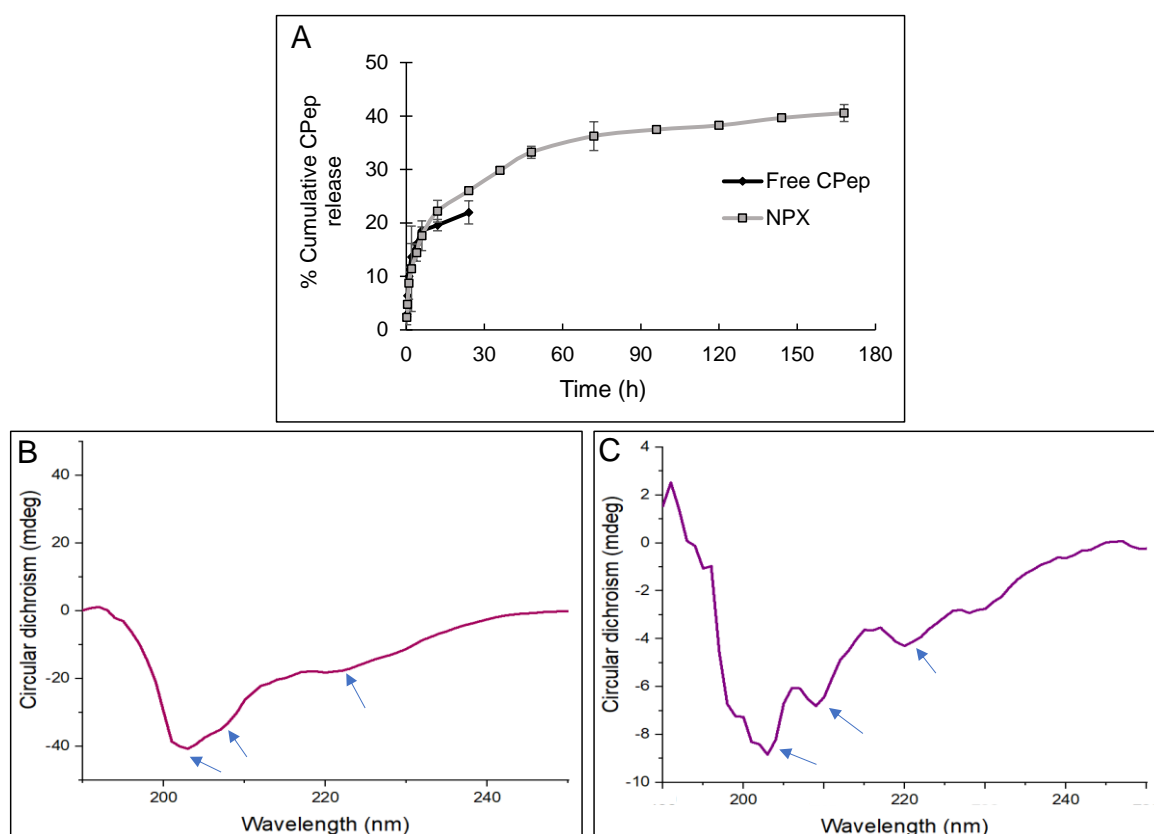 A
50
40
30
20
10
0
% Cumulative CPep
release
Free CPep
NPX
0 30 60 90 120 150 180
Time (h)
B
40
20
0
-20
-40
Circular dichroism (mdeg)
200 220 240
Wavelength (nm)
C
4
2
0
-2
-4
-6
-8
-10
Circular dichroism (mdeg)
200 220 240
Wavelength (nm)